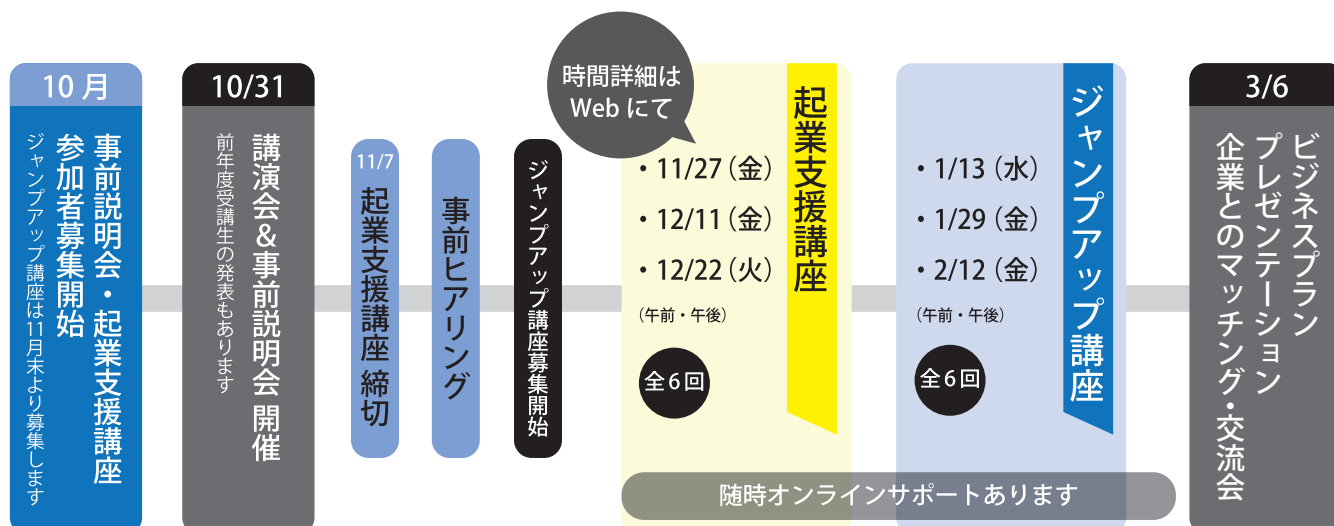 10月
事前説明会・起業支援講座
参加者募集開始
ジャンプアップ講座は11月末より募集します
10/31
講演会&事前説明会 開催
前年度受講生の発表もあります
11/7
起業支援講座 締切
事前ヒアリング
ジャンプアップ講座募集開始
時間詳細は
Webにて
起業支援講座
・11/27(金)
・12/11(金)
・12/22(火)
(午前・午後)
全6回
ジャンプアップ講座
・1/13(水)
・1/29(金)
・2/12(金)
(午前・午後)
全6回
随時オンラインサポートあります
3/6
ビジネスプラン
プレゼンテーション
企業とのマッチング・交流会